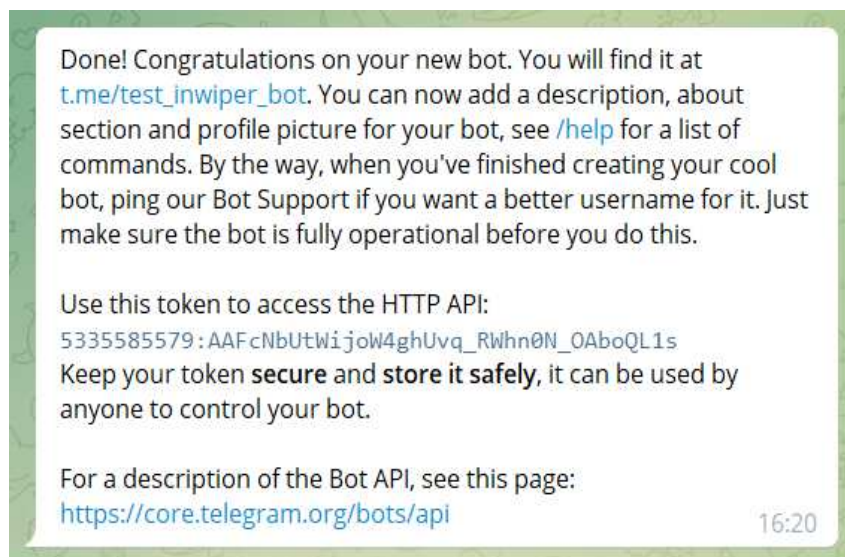 Done! Congratulations on your new bot. You will find it at
t.me/test_inwiper_bot. You can now add a description, about
section and profile picture for your bot, see /help for a list of
commands. By the way, when you've finished creating your cool
bot, ping our Bot Support if you want a better username for it. Just
make sure the bot is fully operational before you do this.
Use this token to access the HTTP API:
5335585579:AAFcNbUtWijoW4ghUvq_RWhn0N_OAboQL1s
Keep your token secure and store it safely, it can be used by
anyone to control your bot.
For a description of the Bot API, see this page:
https://core.telegram.org/bots/api
16:20